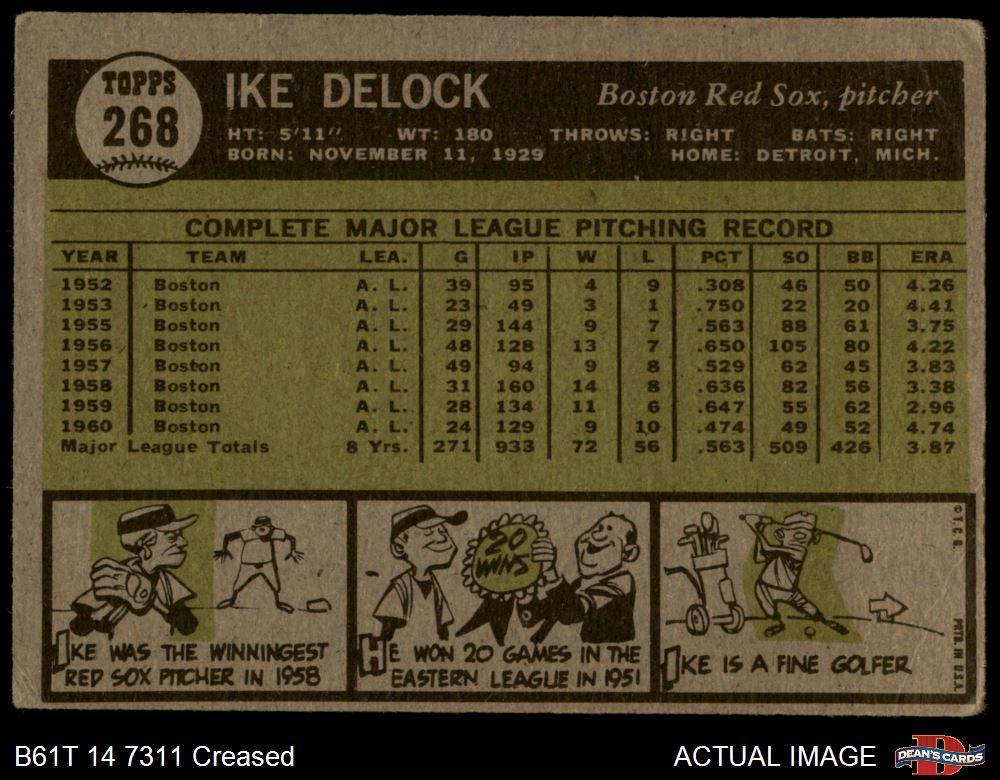 TOPPS
268
IKE DELOCK
Boston Red Sox, pitcher
HT: 5'11" WT: 180 THROWS: RIGHT BATS: RIGHT
BORN: NOVEMBER 11, 1929 HOME: DETROIT, MICH.
COMPLETE MAJOR LEAGUE PITCHING RECORD
YEAR TEAM LEA. G IP W L PCT SO BB ERA
1952 Boston A. L. 39 95 4 9 .308 46 50 4.26
1953 Boston A. L. 23 49 3 1 .750 22 20 4.41
1955 Boston A. L. 29 144 9 7 .563 88 61 3.75
1956 Boston A. L. 48 128 13 7 .650 105 80 4.22
1957 Boston A. L. 49 94 9 8 .529 62 45 3.83
1958 Boston A. L. 31 160 14 8 .636 82 56 3.38
1959 Boston A. L. 28 134 11 6 .647 55 62 2.96
1960 Boston A. L. 24 129 9 10 .474 49 52 4.74
Major League Totals 8 Yrs. 271 933 72 56 .563 509 426 3.87
IKE WAS THE WINNINGEST
RED SOX PITCHER IN 1958
20
WINS
HE WON 20 GAMES IN THE
EASTERN LEAGUE IN 1951
IKE IS A FINE GOLFER
© T.C.G. PRTD. IN U.S.A.
B61T 14 7311 Creased
ACTUAL IMAGE
DEAN'S CARDS